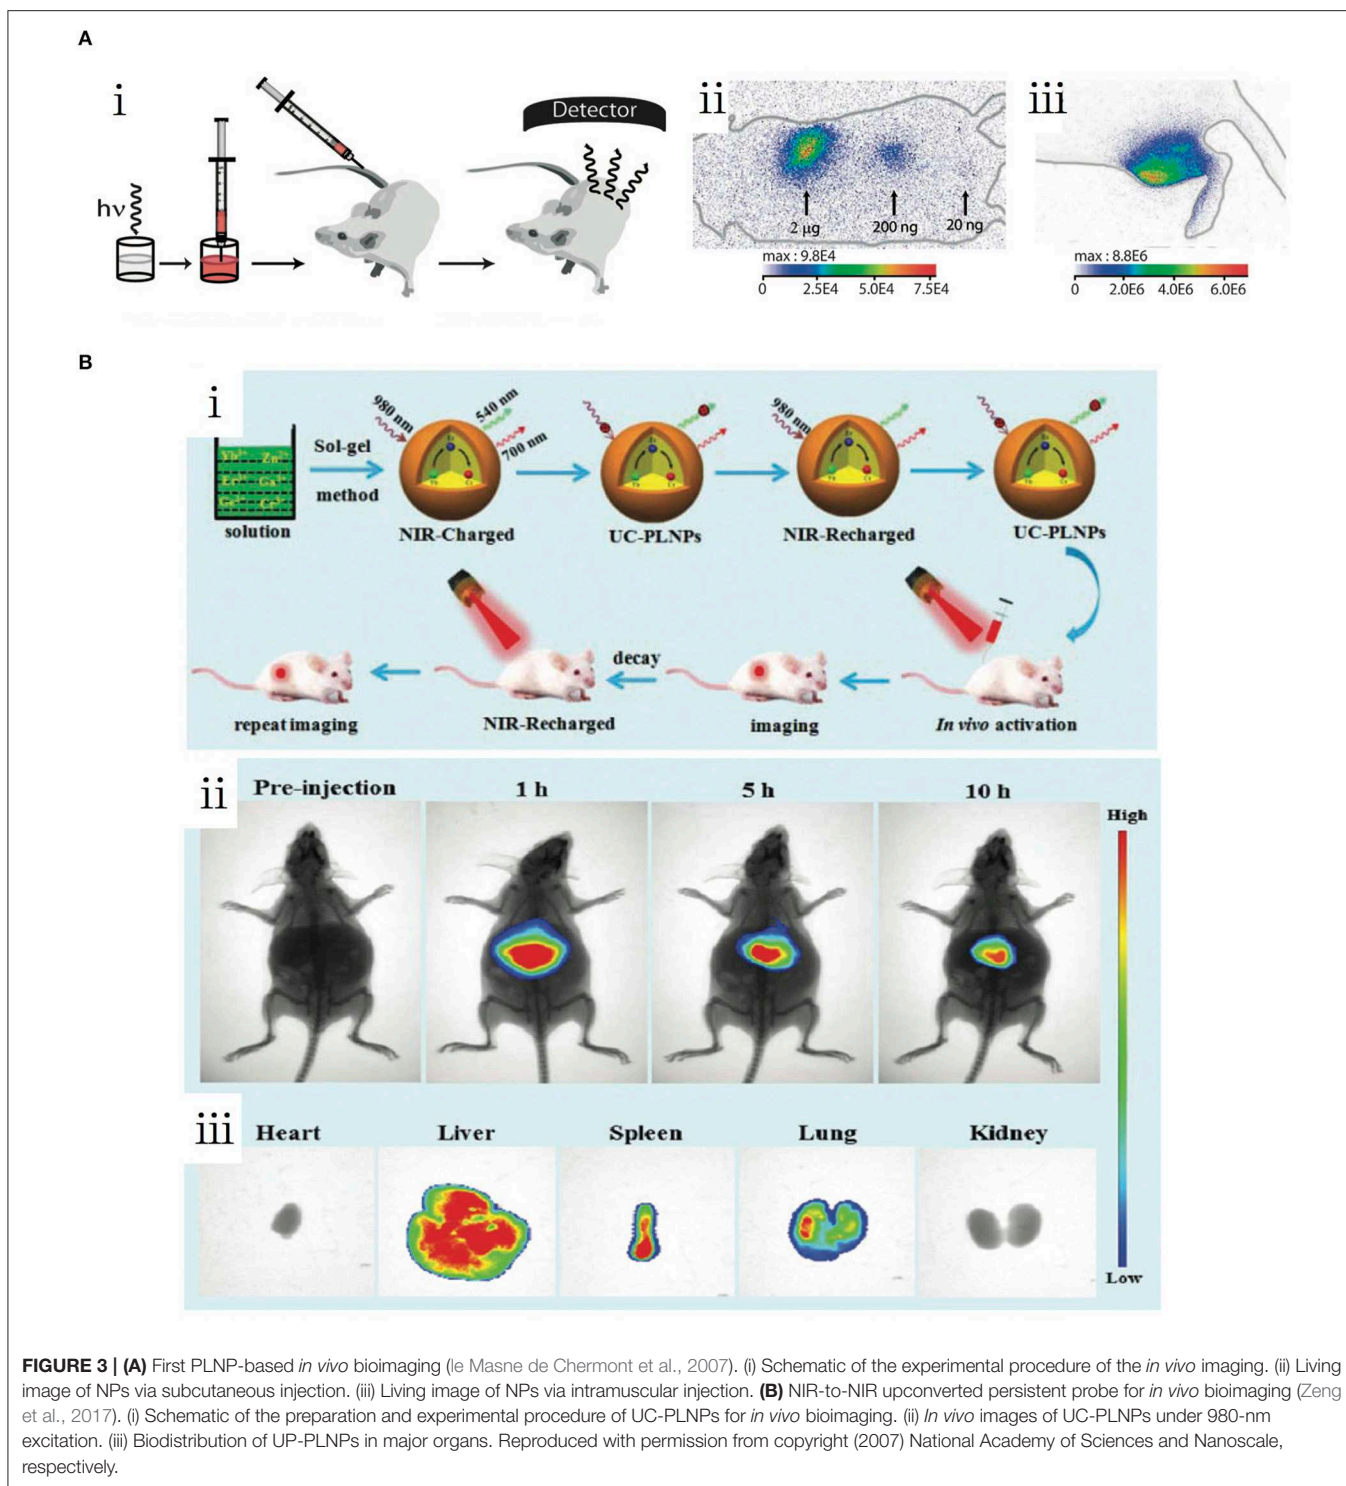 A
i
hν
Detector
ii
2 µg
200 ng
20 ng
max : 9.8E4
0 2.5E4 5.0E4 7.5E4
iii
max : 8.8E6
0 2.0E6 4.0E6 6.0E6
B
i
Sol-gel
method
solution
980 nm
540 nm
700 nm
NIR-Charged
UC-PLNPs
980 nm
NIR-Recharged
UC-PLNPs
repeat imaging
NIR-Recharged
decay
imaging
In vivo activation
ii
Pre-injection
1 h
5 h
10 h
High
Low
iii
Heart
Liver
Spleen
Lung
Kidney
FIGURE 3 | (A) First PLNP-based in vivo bioimaging (le Masne de Chermont et al., 2007). (i) Schematic of the experimental procedure of the in vivo imaging. (ii) Living
image of NPs via subcutaneous injection. (iii) Living image of NPs via intramuscular injection. (B) NIR-to-NIR upconverted persistent probe for in vivo bioimaging (Zeng
et al., 2017). (i) Schematic of the preparation and experimental procedure of UC-PLNPs for in vivo bioimaging. (ii) In vivo images of UC-PLNPs under 980-nm
excitation. (iii) Biodistribution of UP-PLNPs in major organs. Reproduced with permission from copyright (2007) National Academy of Sciences and Nanoscale,
respectively.